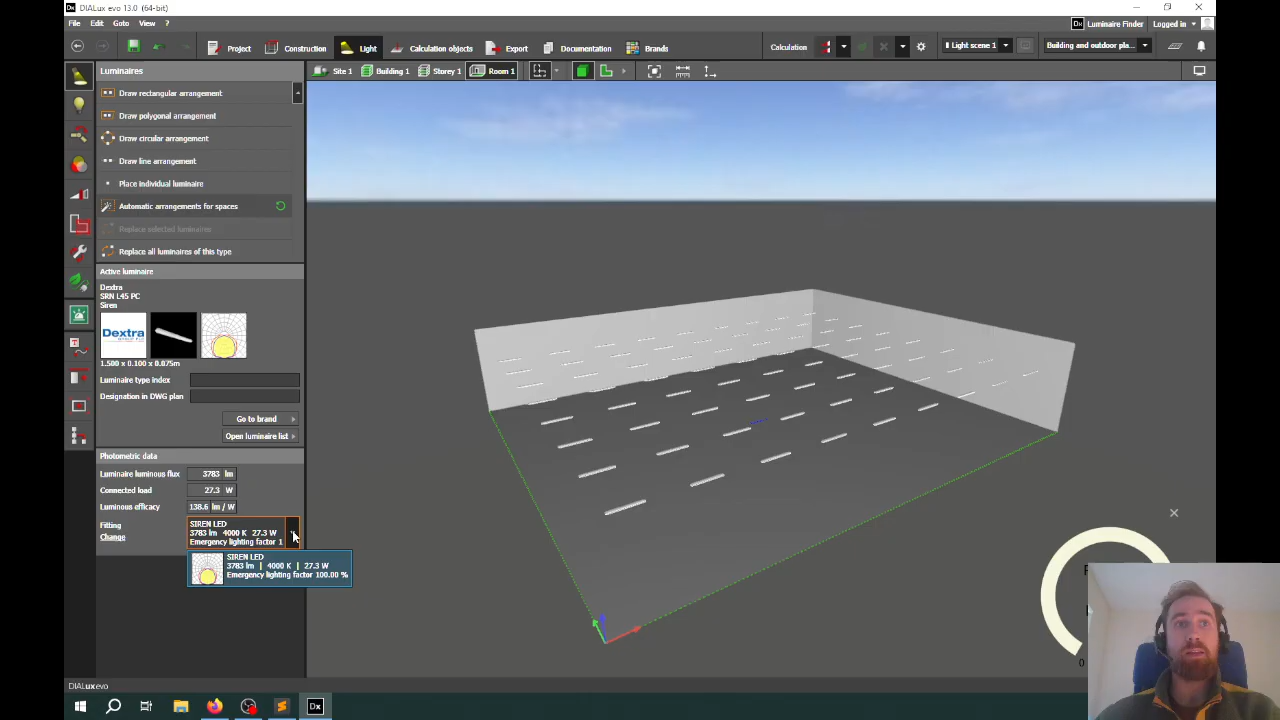 DIALux evo 13.0 (64-bit)
File Edit Goto View ?
Luminaire Finder Logged in
Project Construction Light Calculation objects Export Documentation Brands Calculation Light scene 1 Building and outdoor pla...
Luminaires
Site 1 Building 1 Storey 1 Room 1
Draw rectangular arrangement
Draw polygonal arrangement
Draw circular arrangement
Draw line arrangement
Place individual luminaire
Automatic arrangements for spaces
Replace selected luminaires
Replace all luminaires of this type
Active luminaire
Dextra
SRN L45 PC
Siren
Dextra
1.500 x 0.100 x 0.075m
Luminaire type index
Designation in DWG plan
Go to brand
Open luminaire list
Photometric data
Luminaire luminous flux 3783 lm
Connected load 27.3 W
Luminous efficacy 138.6 lm / W
Fitting
Change
SIREN LED
3783 lm 4000 K 27.3 W
Emergency lighting factor 1
SIREN LED
3783 lm | 4000 K | 27.3 W
Emergency lighting factor 100.00 %
0
DIALux evo
Dx